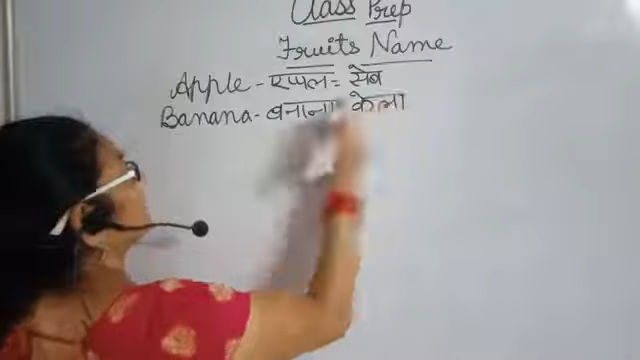 Class Prep
Fruits Name
Apple - एप्पल = सेब
Banana - बनाना केला